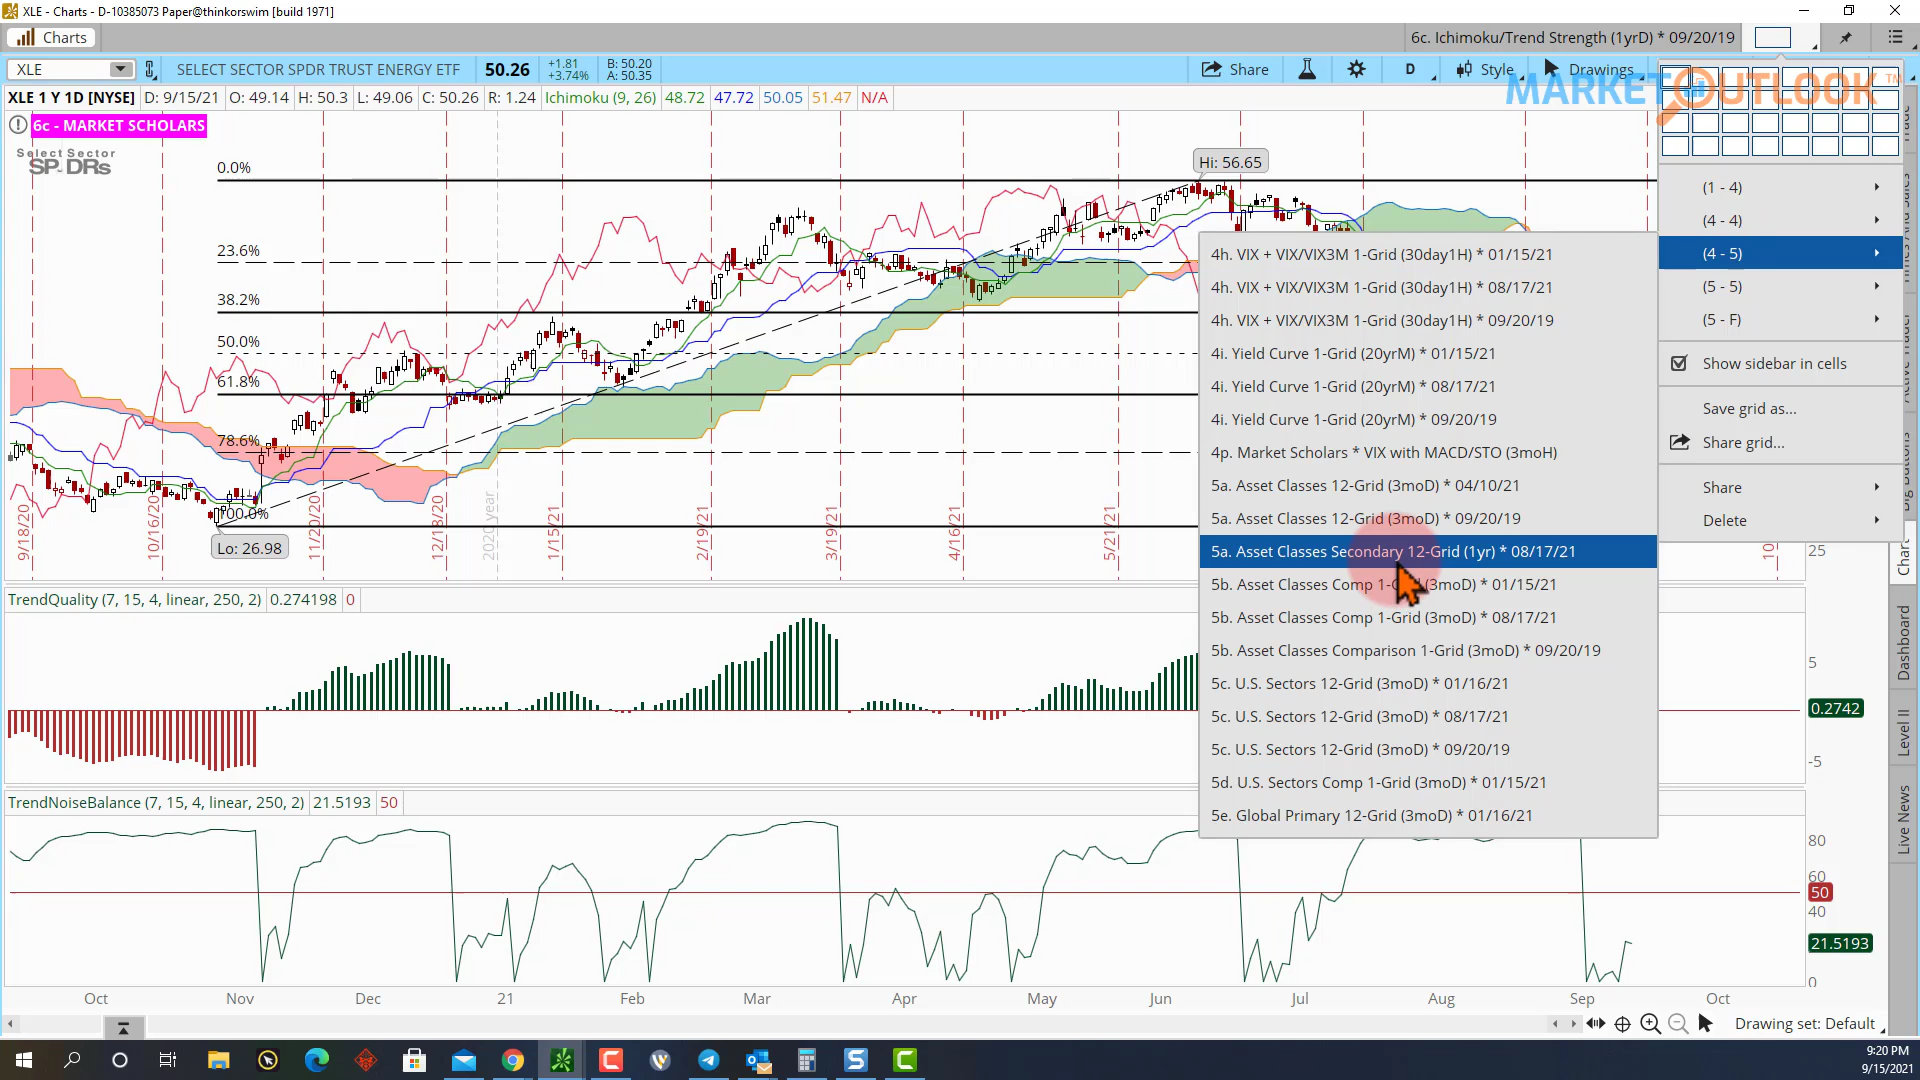 XLE - Charts - D-10385073 Paper@thinkorswim [build 1971]
Charts
6c. Ichimoku/Trend Strength (1yrD) * 09/20/19
XLE
SELECT SECTOR SPDR TRUST ENERGY ETF
50.26
+1.81
+3.74%
B: 50.20
A: 50.35
Share
D
Style
Drawings
MARKET OUTLOOK TM
XLE 1 Y 1D [NYSE]
D: 9/15/21
O: 49.14
H: 50.3
L: 49.06
C: 50.26
R: 1.24
Ichimoku (9, 26)
48.72
47.72
50.05
51.47
N/A
6c - MARKET SCHOLARS
Select Sector
SPDRs
0.0%
23.6%
38.2%
50.0%
61.8%
78.6%
100.0%
Hi: 56.65
Lo: 26.98
9/18/20
10/16/20
11/20/20
12/18/20
2020 year
1/15/21
2/19/21
3/19/21
4/16/21
5/21/21
10
25
(1 - 4)
(4 - 4)
(4 - 5)
(5 - 5)
(5 - F)
Show sidebar in cells
Save grid as...
Share grid...
Share
Delete
4h. VIX + VIX/VIX3M 1-Grid (30day1H) * 01/15/21
4h. VIX + VIX/VIX3M 1-Grid (30day1H) * 08/17/21
4h. VIX + VIX/VIX3M 1-Grid (30day1H) * 09/20/19
4i. Yield Curve 1-Grid (20yrM) * 01/15/21
4i. Yield Curve 1-Grid (20yrM) * 08/17/21
4i. Yield Curve 1-Grid (20yrM) * 09/20/19
4p. Market Scholars * VIX with MACD/STO (3moH)
5a. Asset Classes 12-Grid (3moD) * 04/10/21
5a. Asset Classes 12-Grid (3moD) * 09/20/19
5a. Asset Classes Secondary 12-Grid (1yr) * 08/17/21
5b. Asset Classes Comp 1-Grid (3moD) * 01/15/21
5b. Asset Classes Comp 1-Grid (3moD) * 08/17/21
5b. Asset Classes Comparison 1-Grid (3moD) * 09/20/19
5c. U.S. Sectors 12-Grid (3moD) * 01/16/21
5c. U.S. Sectors 12-Grid (3moD) * 08/17/21
5c. U.S. Sectors 12-Grid (3moD) * 09/20/19
5d. U.S. Sectors Comp 1-Grid (3moD) * 01/15/21
5e. Global Primary 12-Grid (3moD) * 01/16/21
TrendQuality (7, 15, 4, linear, 250, 2)
0.274198
0
5
0.2742
-5
TrendNoiseBalance (7, 15, 4, linear, 250, 2)
21.5193
50
80
60
50
40
21.5193
0
Dashboard
Level II
Live News
Oct
Nov
Dec
21
Feb
Mar
Apr
May
Jun
Jul
Aug
Sep
Oct
Drawing set: Default
9:20 PM
9/15/2021